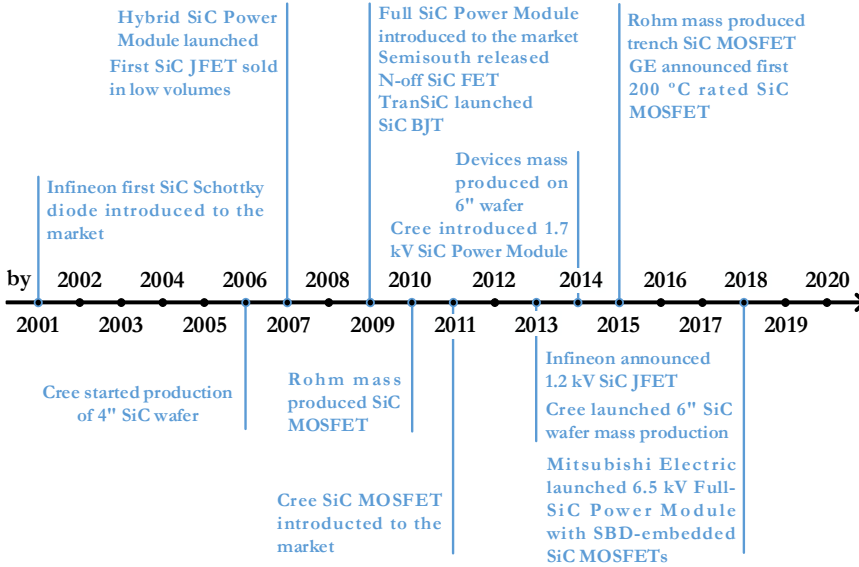 Hybrid SiC Power
Module launched
First SiC JFET sold
in low volumes
Full SiC Power Module
introduced to the market
Semisouth released
N-off SiC FET
TranSiC launched
SiC BJT
Rohm mass produced
trench SiC MOSFET
GE announced first
200 °C rated SiC
MOSFET
Infineon first SiC Schottky
diode introduced to the
market
Devices mass
produced on
6" wafer
Cree introduced 1.7
kV SiC Power Module
by 2002 2004 2006 2008 2010 2012 2014 2016 2018 2020
2001 2003 2005 2007 2009 2011 2013 2015 2017 2019
Cree started production
of 4" SiC wafer
Rohm mass
produced SiC
MOSFET
Cree SiC MOSFET
introducted to the
market
Infineon announced
1.2 kV SiC JFET
Cree launched 6" SiC
wafer mass production
Mitsubishi Electric
launched 6.5 kV Full-
SiC Power Module
with SBD-embedded
SiC MOSFETs